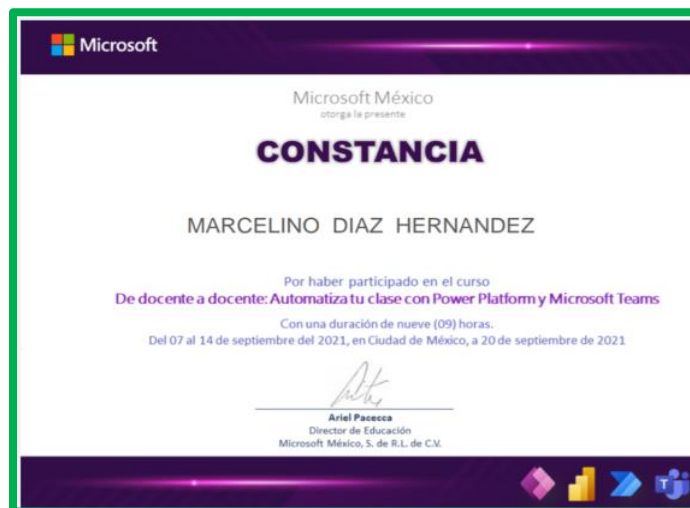 Microsoft
Microsoft México
otorga la presente
CONSTANCIA
MARCELINO DIAZ HERNANDEZ
Por haber participado en el curso
De docente a docente: Automatiza tu clase con Power Platform y Microsoft Teams
Con una duración de nueve (09) horas.
Del 07 al 14 de septiembre del 2021, en Ciudad de México, a 20 de septiembre de 2021
Ariel Pacecca
Director de Educación
Microsoft México, S. de R.L. de C.V.